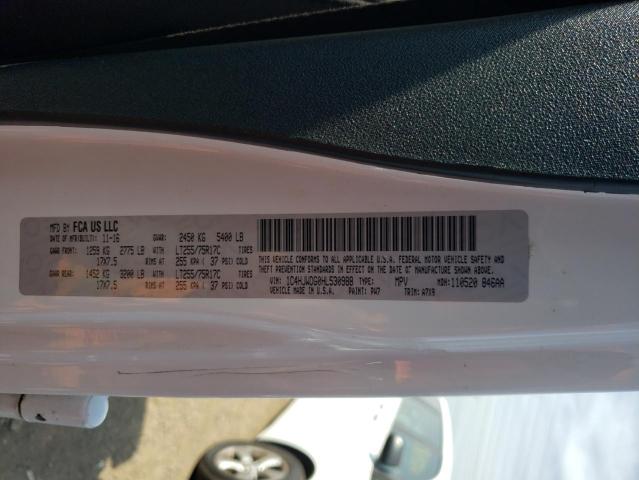 MFD BY FCA US LLC
DATE OF MFR(BUILT): 11-16 GVWR: 2450 KG 5400 LB
GAWR FRONT: 1259 KG 2775 LB WITH LT255/75R17C TIRES
17X7.5 RIMS AT 255 KPA ( 37 PSI) COLD
GAWR REAR: 1452 KG 3200 LB WITH LT255/75R17C TIRES
17X7.5 RIMS AT 255 KPA ( 37 PSI) COLD
THIS VEHICLE CONFORMS TO ALL APPLICABLE U.S.A. FEDERAL MOTOR VEHICLE SAFETY,
BUMPER, AND THEFT PREVENTION STANDARDS IN EFFECT ON THE DATE OF MANUFACTURE SHOWN ABOVE.
VIN: 1C4HJWDG0HL530988 TYPE: MPV MDH: 110520 846AA
VEHICLE MADE IN U.S.A. PAINT: PW7 TRIM: A7X9